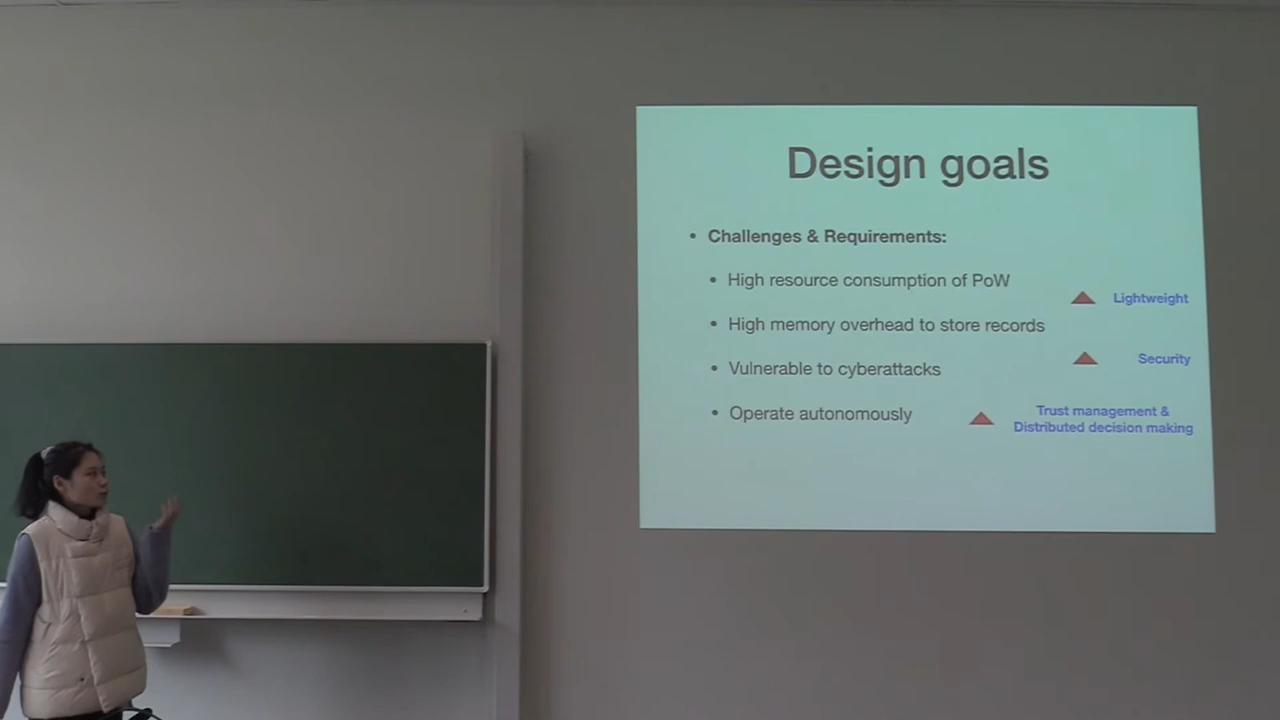 Design goals
• Challenges & Requirements:
• High resource consumption of PoW
Lightweight
• High memory overhead to store records
Security
• Vulnerable to cyberattacks
• Operate autonomously
Trust management &
Distributed decision making